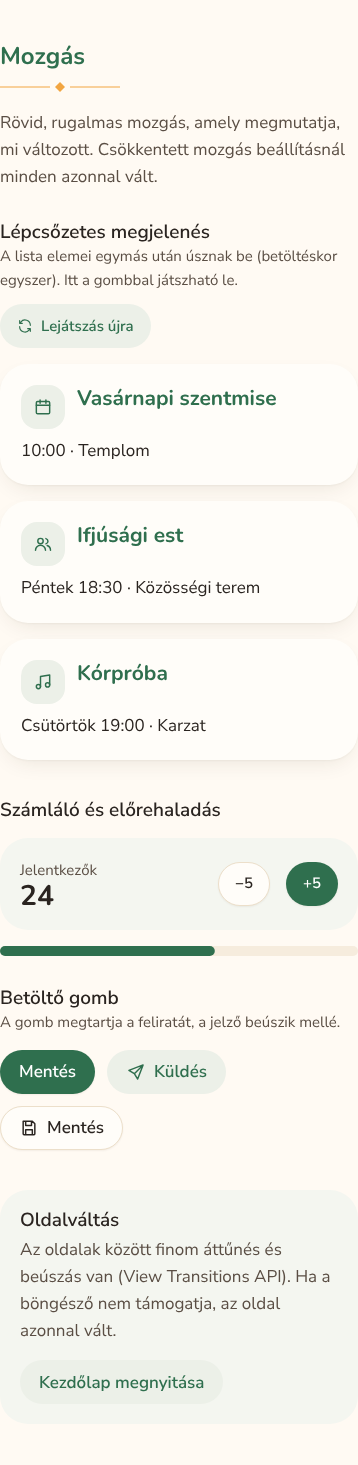 Mozgás
Rövid, rugalmas mozgás, amely megmutatja,
mi változott. Csökkentett mozgás beállításnál
minden azonnal vált.
Lépcsőzetes megjelenés
A lista elemei egymás után úsznak be (betöltéskor
egyszer). Itt a gombbal játszható le.
Lejátszás újra
Vasárnapi szentmise
10:00 · Templom
Ifjúsági est
Péntek 18:30 · Közösségi terem
Kórpróba
Csütörtök 19:00 · Karzat
Számláló és előrehaladás
Jelentkezők
24
−5
+5
Betöltő gomb
A gomb megtartja a feliratát, a jelző beúszik mellé.
Mentés
Küldés
Mentés
Oldalváltás
Az oldalak között finom áttűnés és
beúszás van (View Transitions API). Ha a
böngésző nem támogatja, az oldal
azonnal vált.
Kezdőlap megnyitása